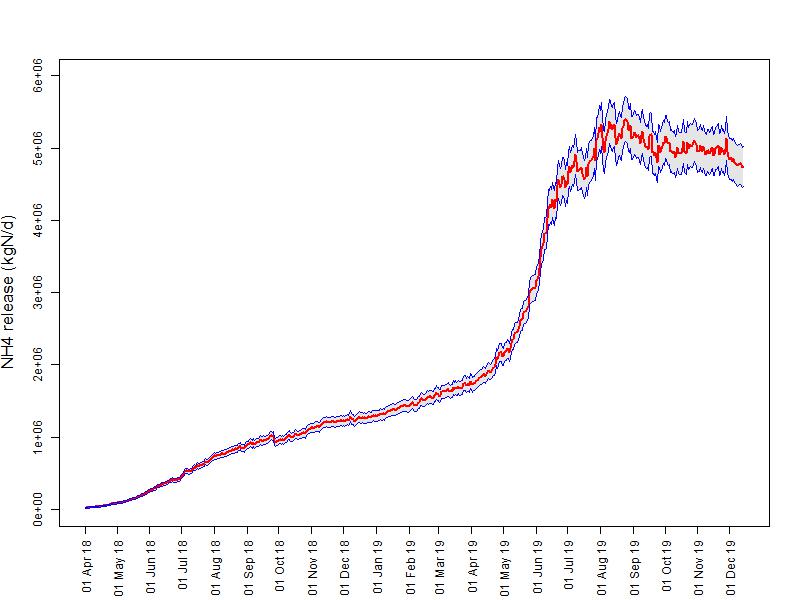 NH4 release (kgN/d)
6e+06
5e+06
4e+06
3e+06
2e+06
1e+06
0e+00
01 Apr 18
01 May 18
01 Jun 18
01 Jul 18
01 Aug 18
01 Sep 18
01 Oct 18
01 Nov 18
01 Dec 18
01 Jan 19
01 Feb 19
01 Mar 19
01 Apr 19
01 May 19
01 Jun 19
01 Jul 19
01 Aug 19
01 Sep 19
01 Oct 19
01 Nov 19
01 Dec 19